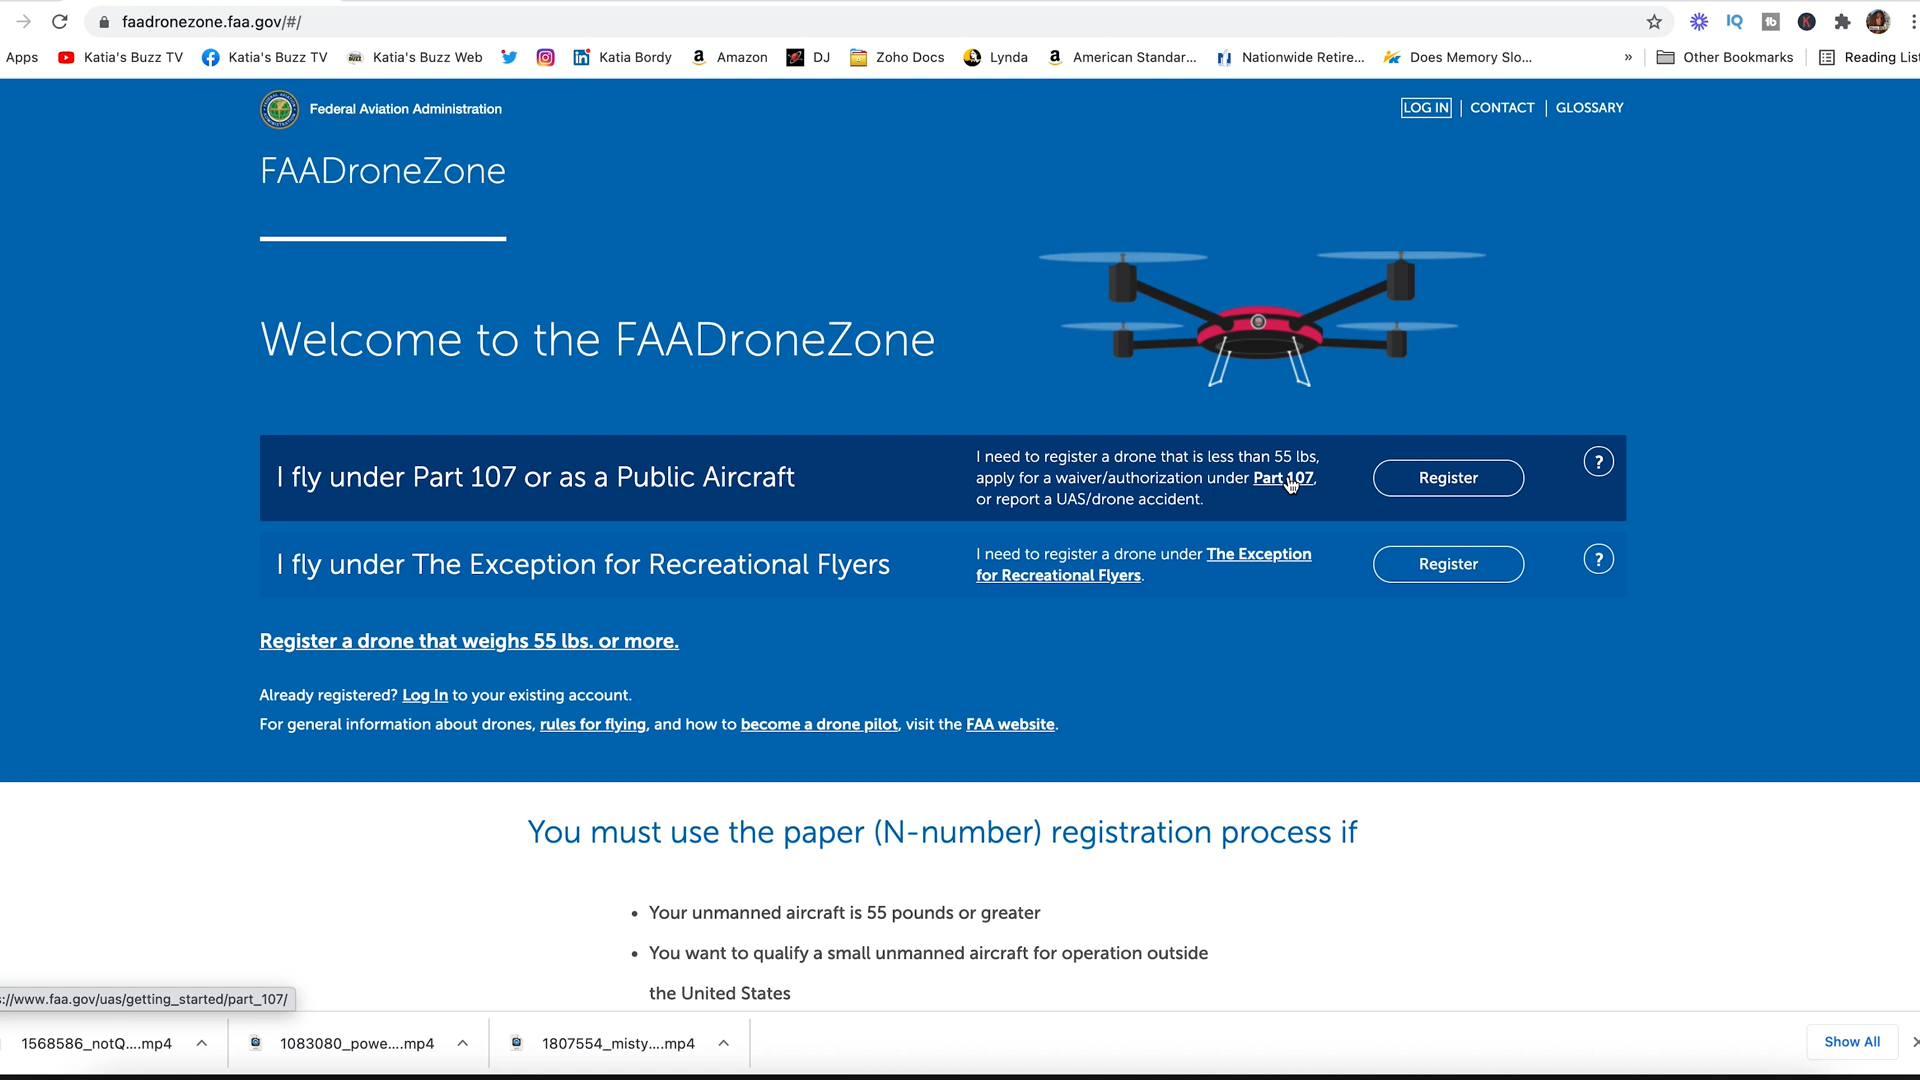 faadronezone.faa.gov/#/
IQ
tb
K
Apps
Katia's Buzz TV
Katia's Buzz TV
Katia's Buzz Web
Katia Bordy
Amazon
DJ
Zoho Docs
Lynda
American Standar...
Nationwide Retire...
Does Memory Slo...
»
Other Bookmarks
Reading List
Federal Aviation Administration
LOG IN | CONTACT | GLOSSARY
FAADroneZone
Welcome to the FAADroneZone
I fly under Part 107 or as a Public Aircraft
I need to register a drone that is less than 55 lbs,
apply for a waiver/authorization under Part 107,
or report a UAS/drone accident.
Register
?
I fly under The Exception for Recreational Flyers
I need to register a drone under The Exception
for Recreational Flyers.
Register
?
Register a drone that weighs 55 lbs. or more.
Already registered? Log In to your existing account.
For general information about drones, rules for flying, and how to become a drone pilot, visit the FAA website.
You must use the paper (N-number) registration process if
• Your unmanned aircraft is 55 pounds or greater
• You want to qualify a small unmanned aircraft for operation outside
the United States
://www.faa.gov/uas/getting_started/part_107/
1568586_notQ....mp4
1083080_powe....mp4
1807554_misty....mp4
Show All